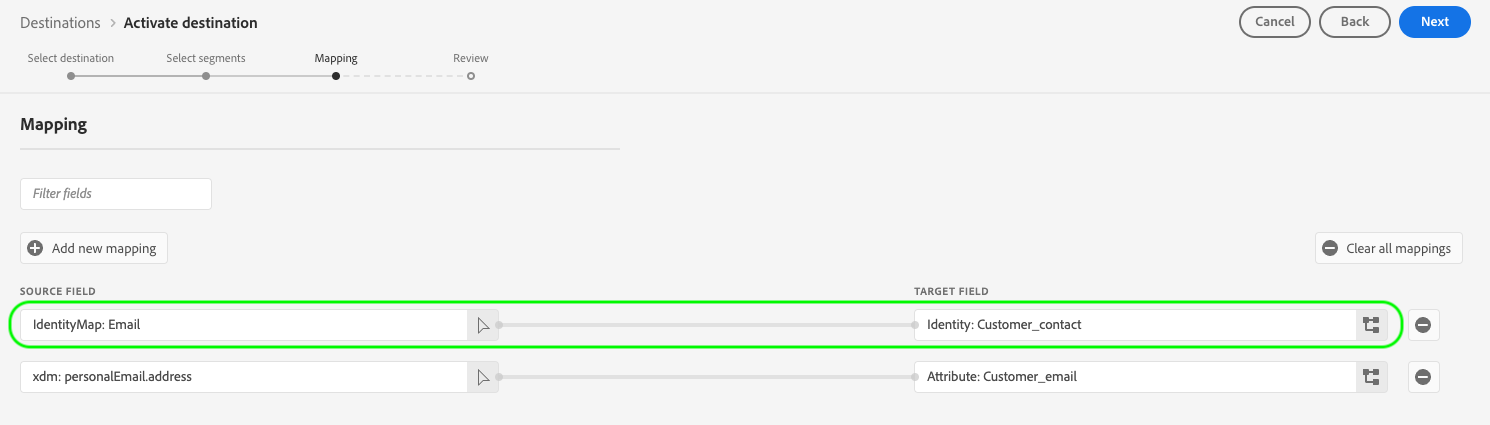 Destinations > Activate destination
Cancel
Back
Next
Select destination
Select segments
Mapping
Review
Mapping
Filter fields
Add new mapping
Clear all mappings
SOURCE FIELD
TARGET FIELD
IdentityMap: Email
Identity: Customer_contact
xdm: personalEmail.address
Attribute: Customer_email